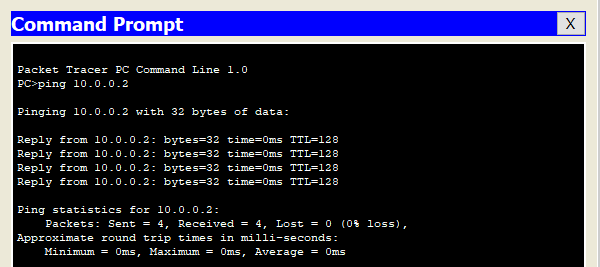 Command Prompt X
Packet Tracer PC Command Line 1.0
PC>ping 10.0.0.2
Pinging 10.0.0.2 with 32 bytes of data:
Reply from 10.0.0.2: bytes=32 time=0ms TTL=128
Reply from 10.0.0.2: bytes=32 time=0ms TTL=128
Reply from 10.0.0.2: bytes=32 time=0ms TTL=128
Reply from 10.0.0.2: bytes=32 time=0ms TTL=128
Ping statistics for 10.0.0.2:
Packets: Sent = 4, Received = 4, Lost = 0 (0% loss),
Approximate round trip times in milli-seconds:
Minimum = 0ms, Maximum = 0ms, Average = 0ms